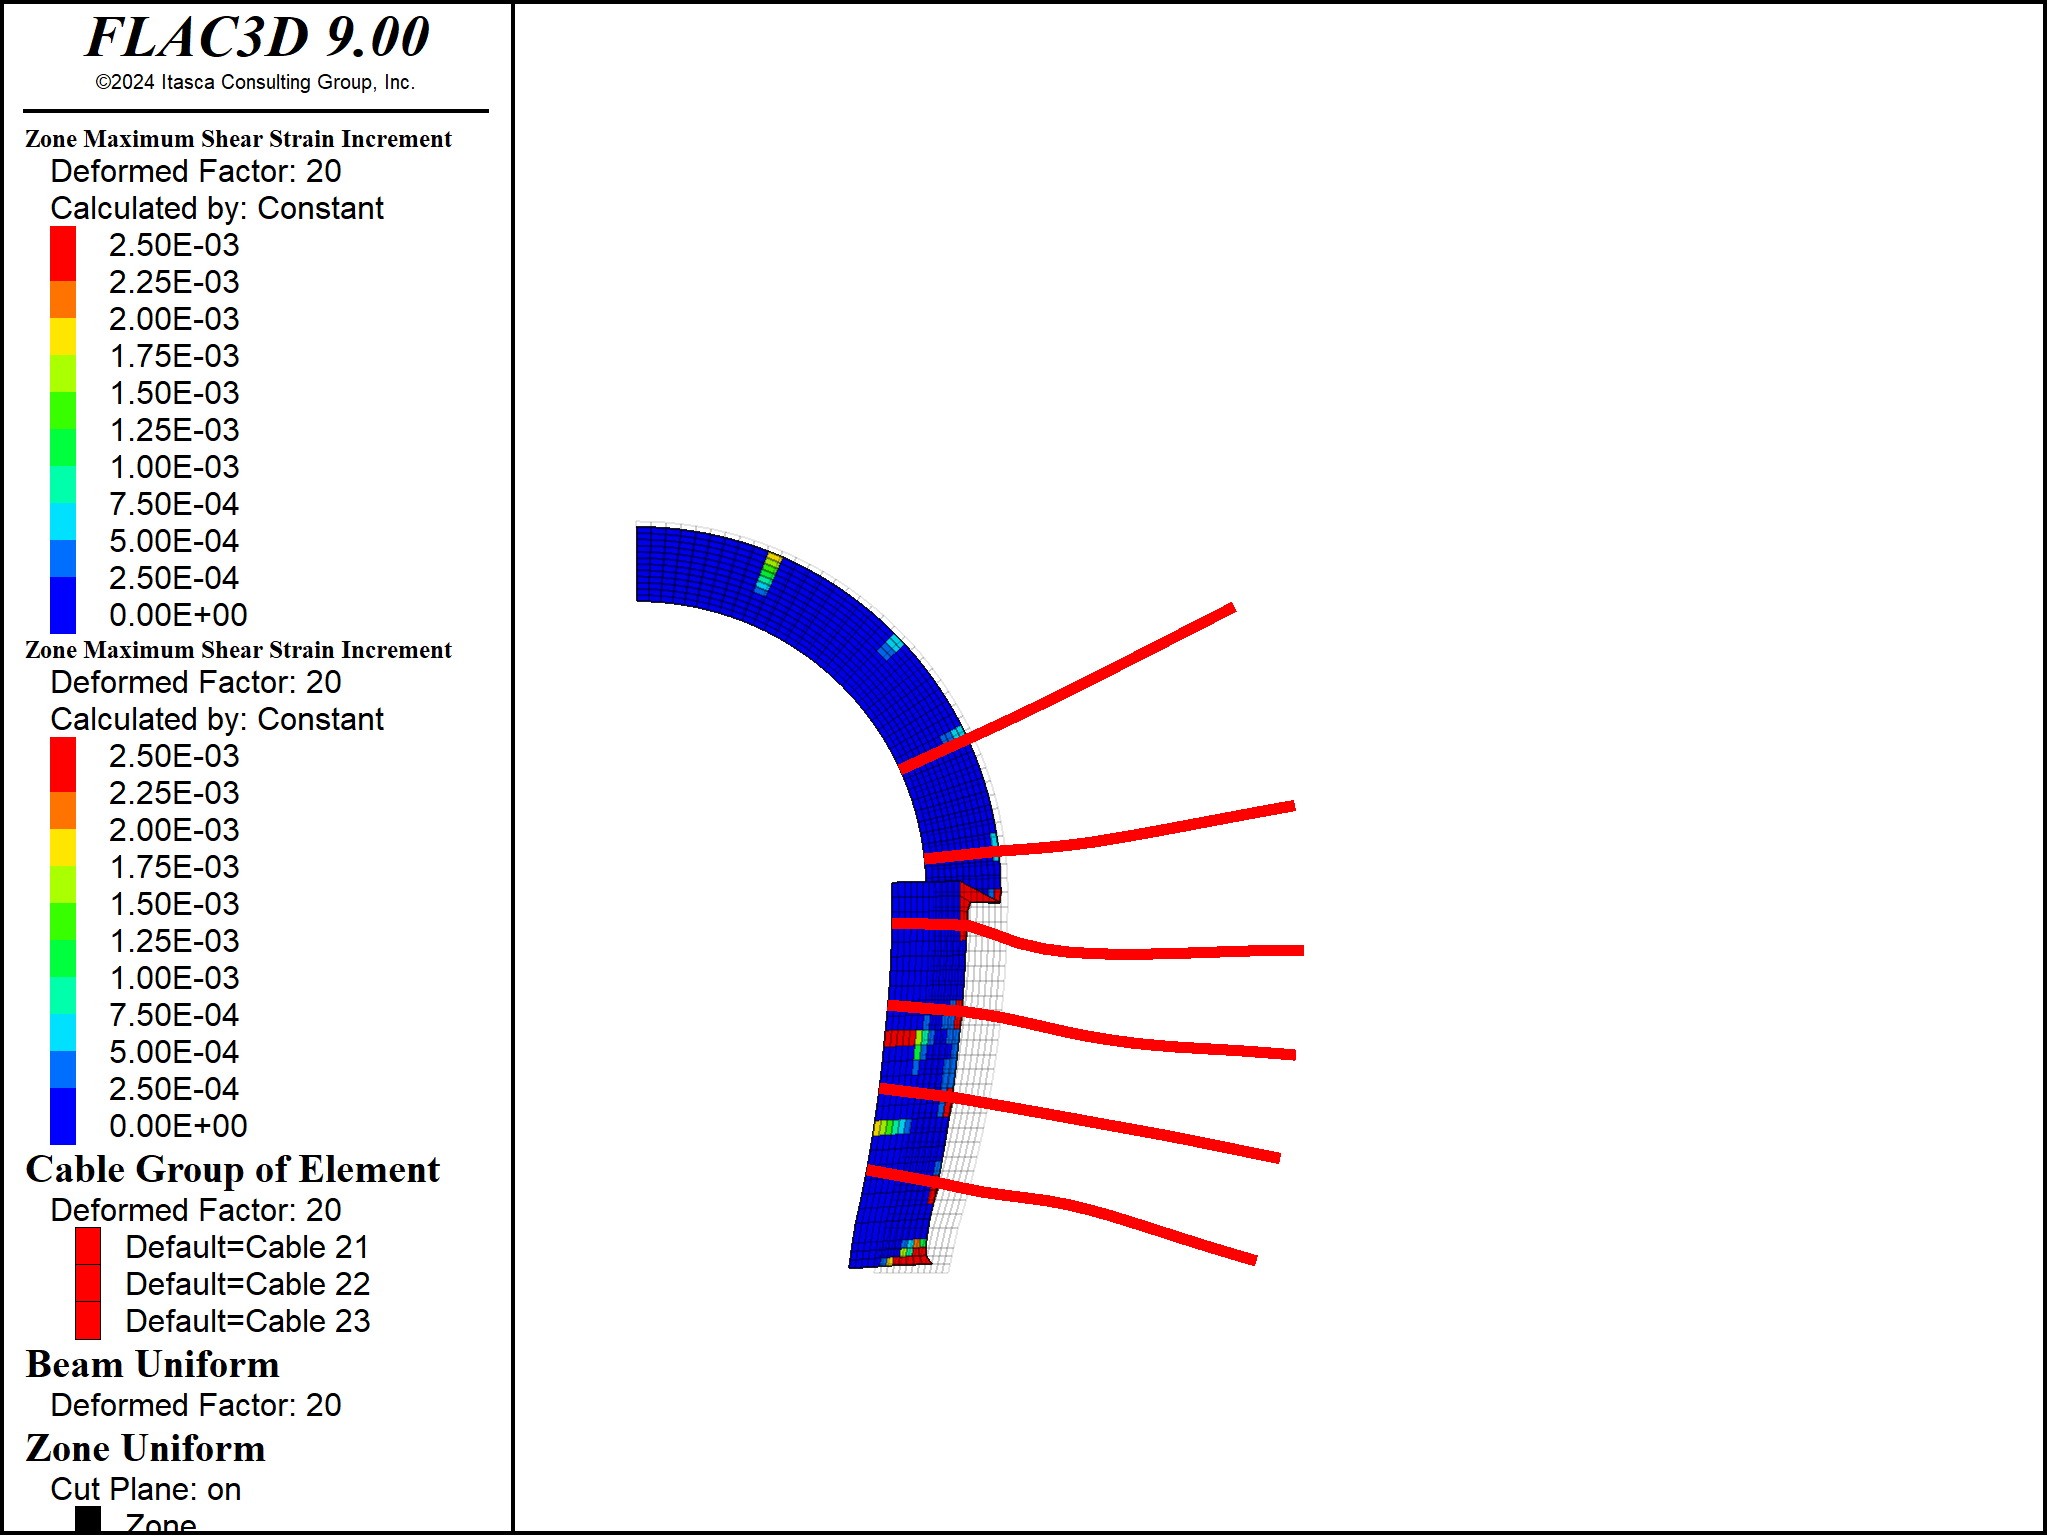 FLAC3D 9.00
©2024 Itasca Consulting Group, Inc.
Zone Maximum Shear Strain Increment
Deformed Factor: 20
Calculated by: Constant
2.50E-03
2.25E-03
2.00E-03
1.75E-03
1.50E-03
1.25E-03
1.00E-03
7.50E-04
5.00E-04
2.50E-04
0.00E+00
Zone Maximum Shear Strain Increment
Deformed Factor: 20
Calculated by: Constant
2.50E-03
2.25E-03
2.00E-03
1.75E-03
1.50E-03
1.25E-03
1.00E-03
7.50E-04
5.00E-04
2.50E-04
0.00E+00
Cable Group of Element
Deformed Factor: 20
Default=Cable 21
Default=Cable 22
Default=Cable 23
Beam Uniform
Deformed Factor: 20
Zone Uniform
Cut Plane: on
Zone